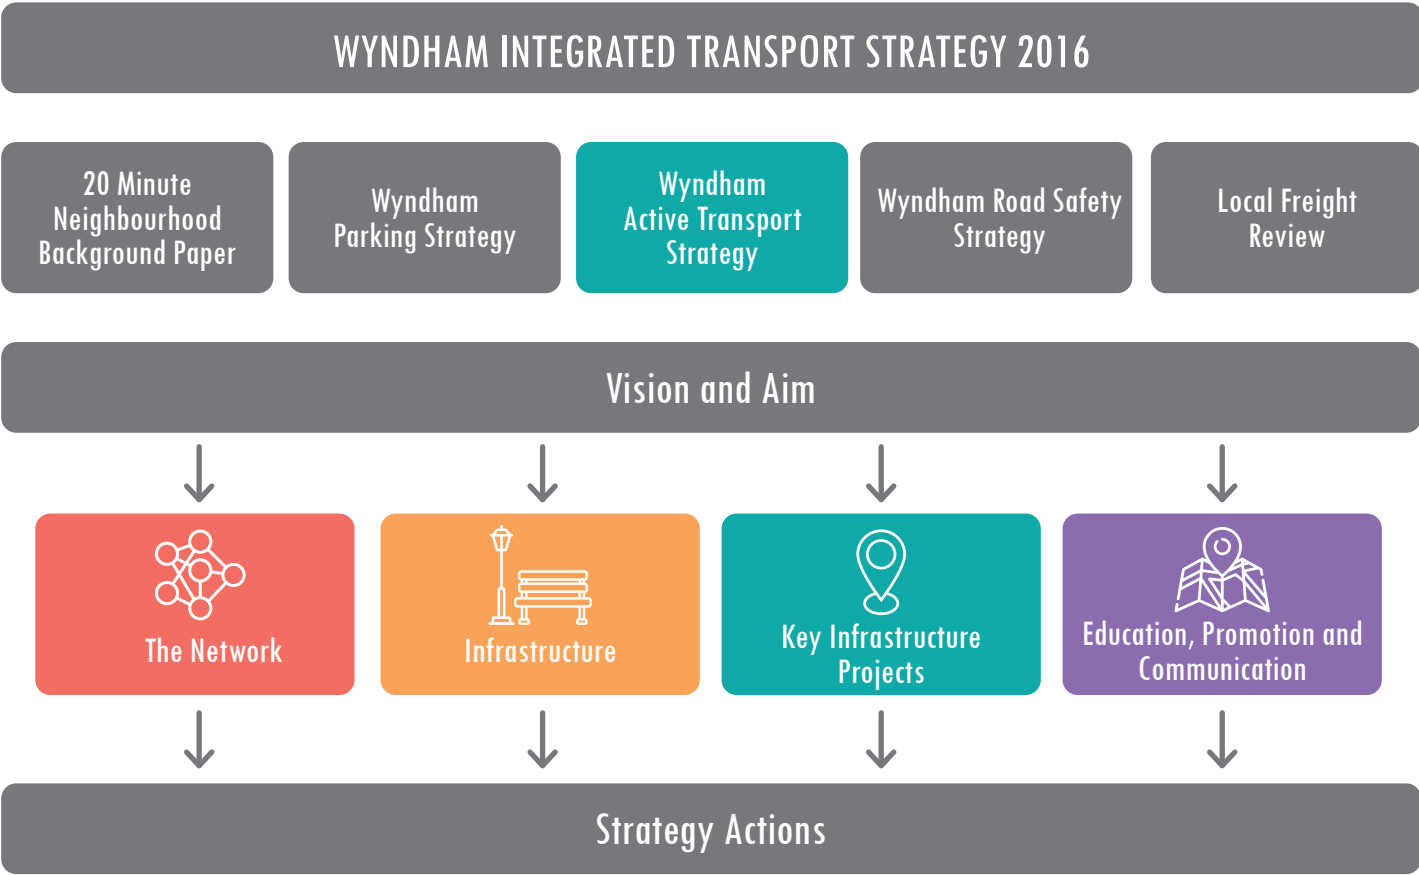 WYNDHAM INTEGRATED TRANSPORT STRATEGY 2016
20 Minute
Neighbourhood
Background Paper
Wyndham
Parking Strategy
Wyndham
Active Transport
Strategy
Wyndham Road Safety
Strategy
Local Freight
Review
Vision and Aim
The Network
Infrastructure
Key Infrastructure
Projects
Education, Promotion and
Communication
Strategy Actions